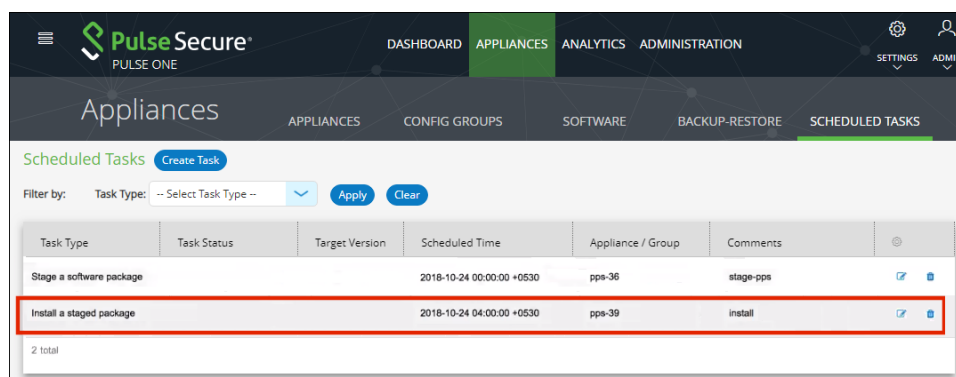 Pulse Secure®
PULSE ONE
DASHBOARD APPLIANCES ANALYTICS ADMINISTRATION
SETTINGS ADMI
Appliances
APPLIANCES CONFIG GROUPS SOFTWARE BACKUP-RESTORE SCHEDULED TASKS
Scheduled Tasks Create Task
Filter by: Task Type: -- Select Task Type -- Apply Clear
Task Type Task Status Target Version Scheduled Time Appliance / Group Comments
Stage a software package 2018-10-24 00:00:00 +0530 pps-36 stage-pps
Install a staged package 2018-10-24 04:00:00 +0530 pps-39 install
2 total